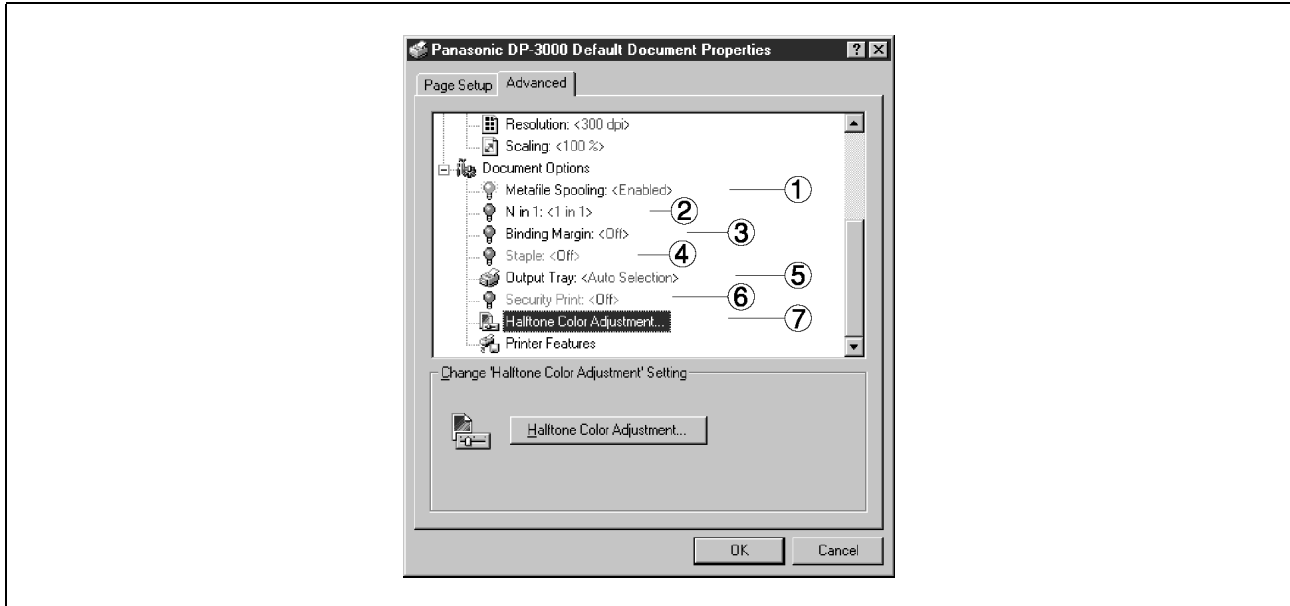 Panasonic DP-3000 Default Document Properties
Page Setup Advanced
Resolution: <300 dpi>
Scaling: <100 %>
Document Options
Metafile Spooling: <Enabled> 1
N in 1: <1 in 1> 2
Binding Margin: <Off> 3
Staple: <Off> 4
Output Tray: <Auto Selection> 5
Security Print: <Off> 6
Halftone Color Adjustment... 7
Printer Features
Change 'Halftone Color Adjustment' Setting
Halftone Color Adjustment...
OK Cancel